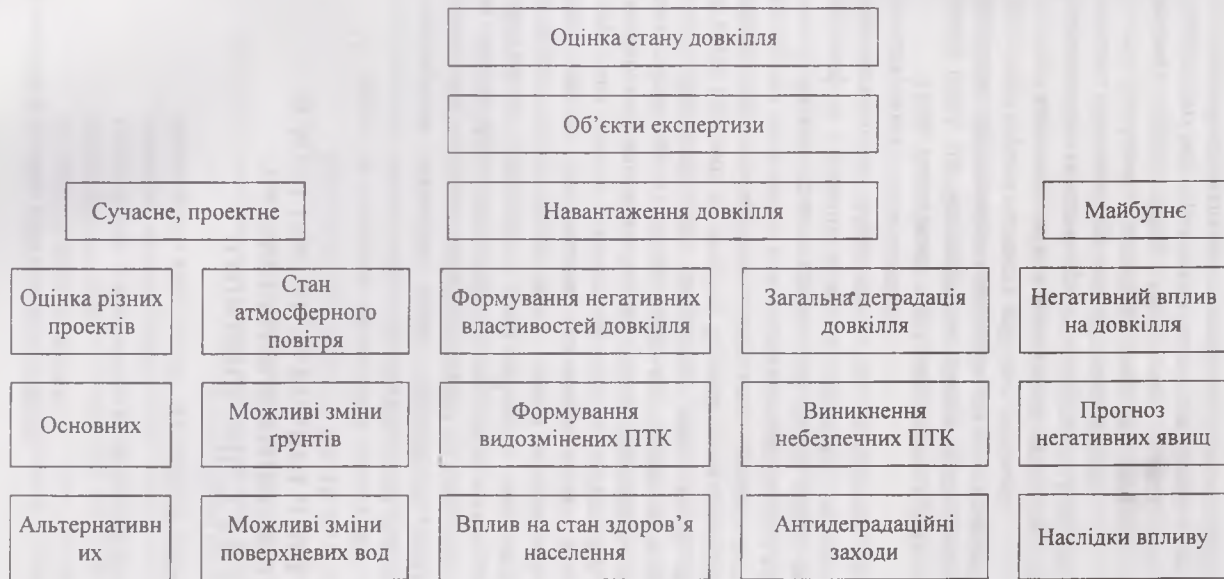 Оцінка стану довкілля
Об’єкти експертизи
Сучасне, проектне
Навантаження довкілля
Майбутнє
Оцінка різних
проектів
Стан
атмосферного
повітря
Формування негативних
властивостей довкілля
Загальна деградація
довкілля
Негативний вплив
на довкілля
Основних
Можливі зміни
ґрунтів
Формування
видозмінених ПТК
Виникнення
небезпечних ПТК
Прогноз
негативних явищ
Альтернативн
их
Можливі зміни
поверхневих вод
Вплив на стан здоров’я
населення
Антидеградаційні
заходи
Наслідки впливу